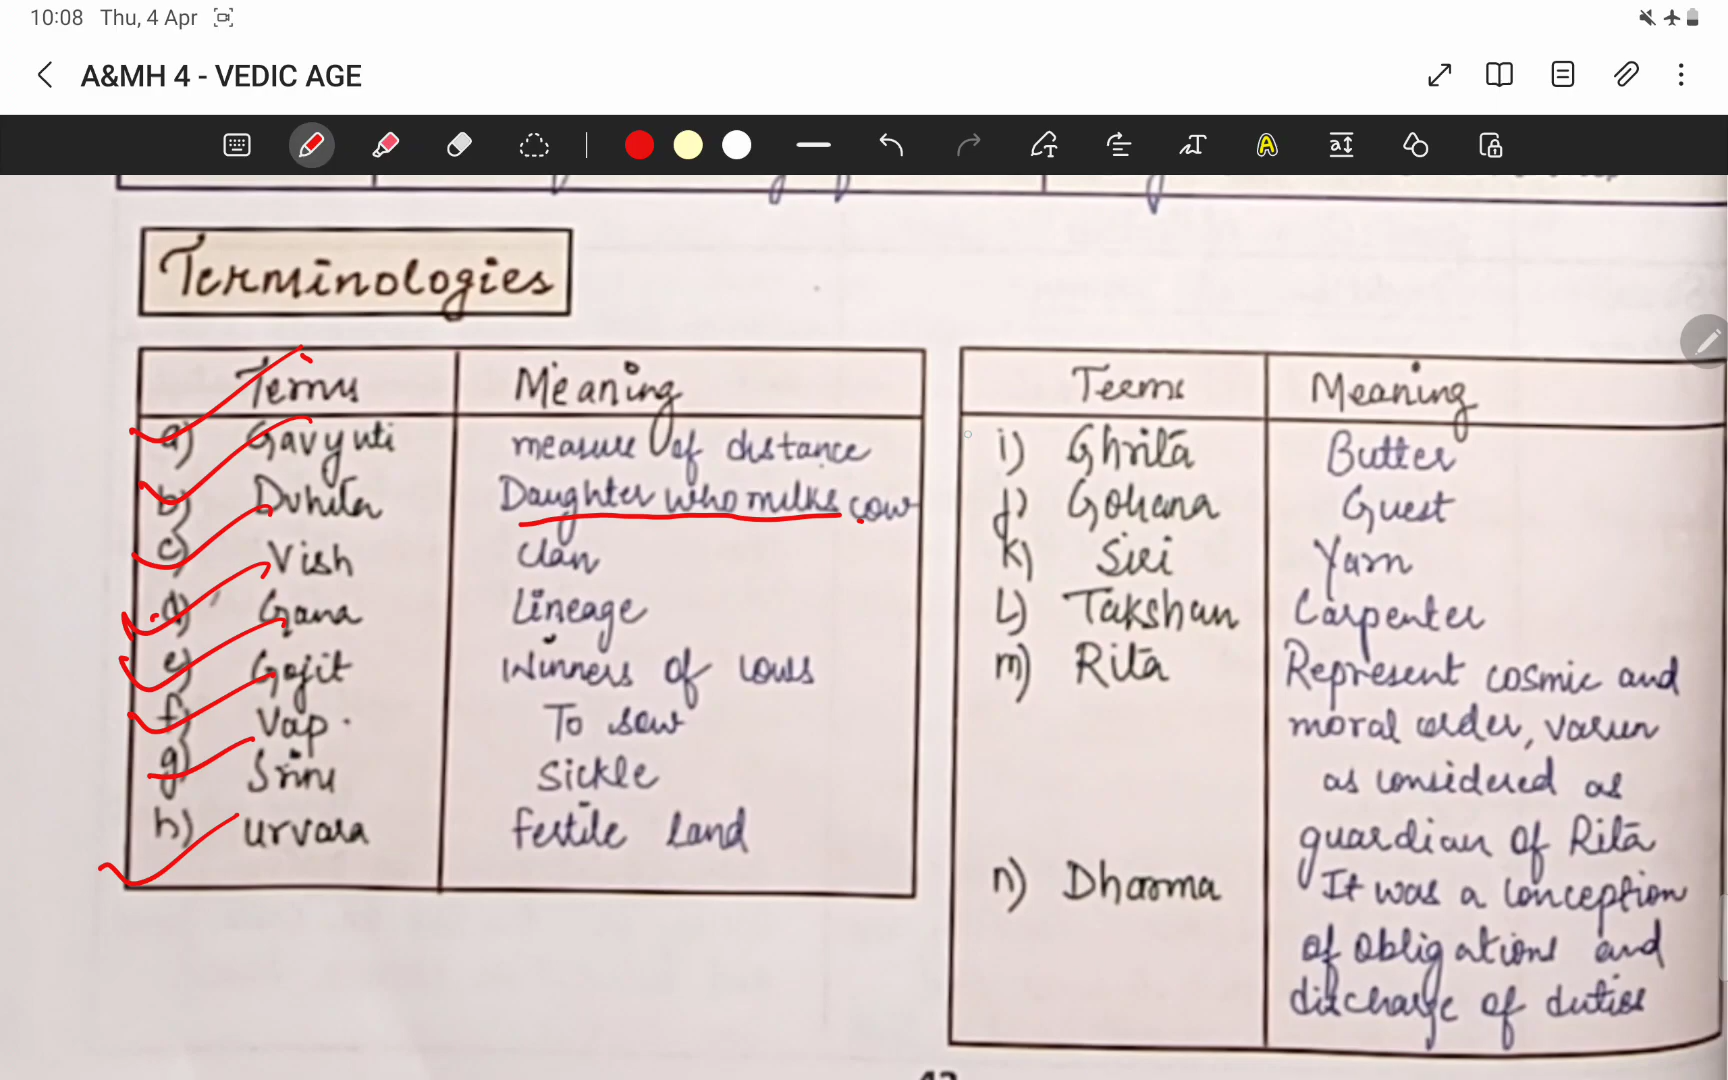 10:08 Thu, 4 Apr
A&MH 4 - VEDIC AGE
Terminologies
Terms Meaning
a) Gavyuti measure of distance
b) Duhita Daughter who milks cow
c) Vish Clan
d) Gana Lineage
e) Gojit Winners of cows
f) Vap To sow
g) Srini Sickle
h) urvara fertile land
Terms Meaning
i) Ghrita Butter
j) Gohana Guest
k) Siri Yarn
L) Takshan Carpenter
m) Rita Represent cosmic and
moral order, varun
as considered as
guardian of Rita
n) Dharma It was a conception
of obligations and
discharge of duties